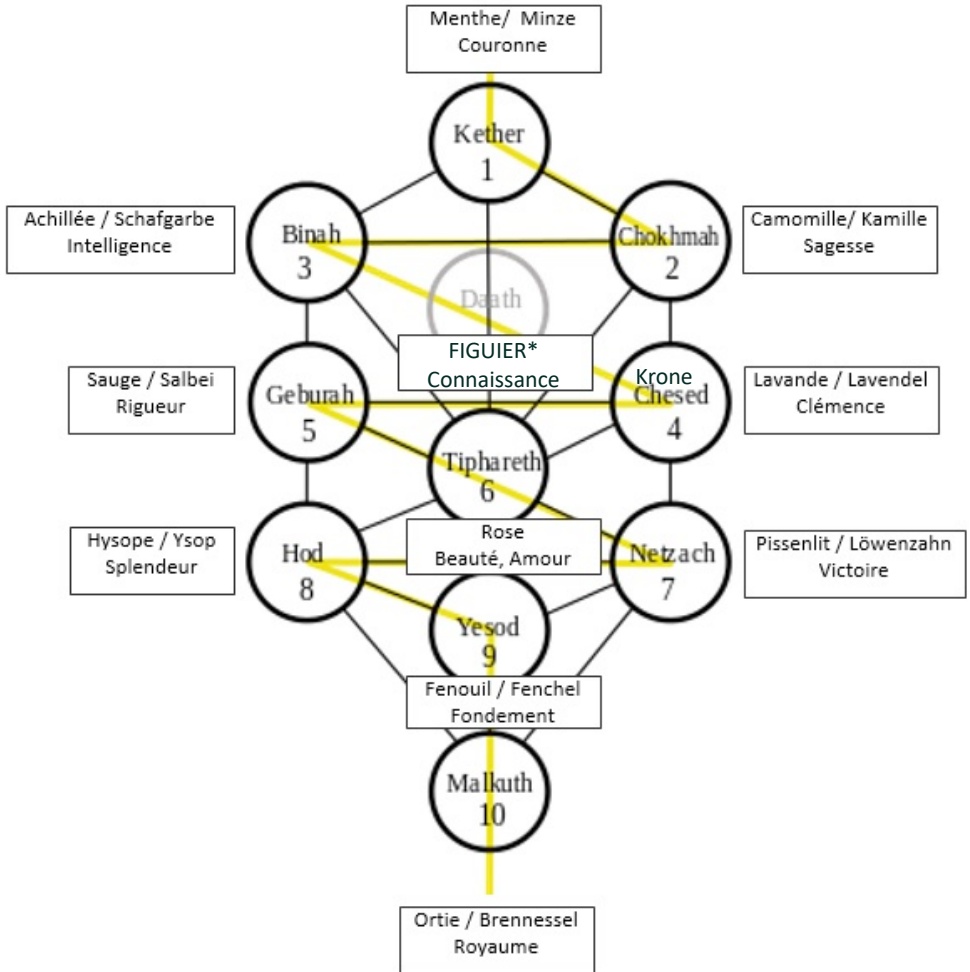 Menthe/ Minze
Couronne
Kether
1
Achillée / Schafgarbe
Intelligence
Binah
3
Chokhmah
2
Camomille/ Kamille
Sagesse
Daath
FIGUIER*
Connaissance
Sauge / Salbei
Rigueur
Geburah
5
Krone
Chesed
4
Lavande / Lavendel
Clémence
Tiphareth
6
Hysope / Ysop
Splendeur
Hod
8
Rose
Beauté, Amour
Netzach
7
Pissenlit / Löwenzahn
Victoire
Yesod
9
Fenouil / Fenchel
Fondement
Malkuth
10
Ortie / Brennessel
Royaume